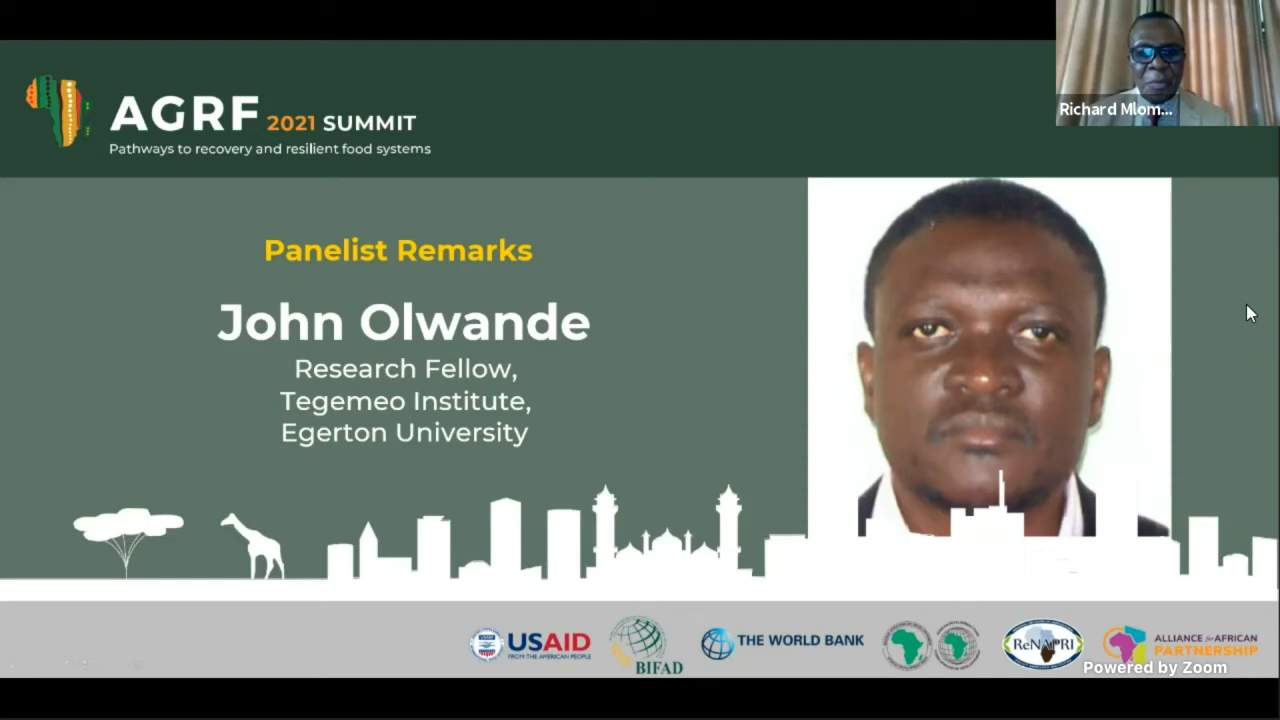 AGRF 2021 SUMMIT
Pathways to recovery and resilient food systems
Richard Mlom...
Panelist Remarks
John Olwande
Research Fellow,
Tegemeo Institute,
Egerton University
USAID
FROM THE AMERICAN PEOPLE
BIFAD
THE WORLD BANK
ReNAPRI
ALLIANCE for AFRICAN
PARTNERSHIP
Powered by Zoom